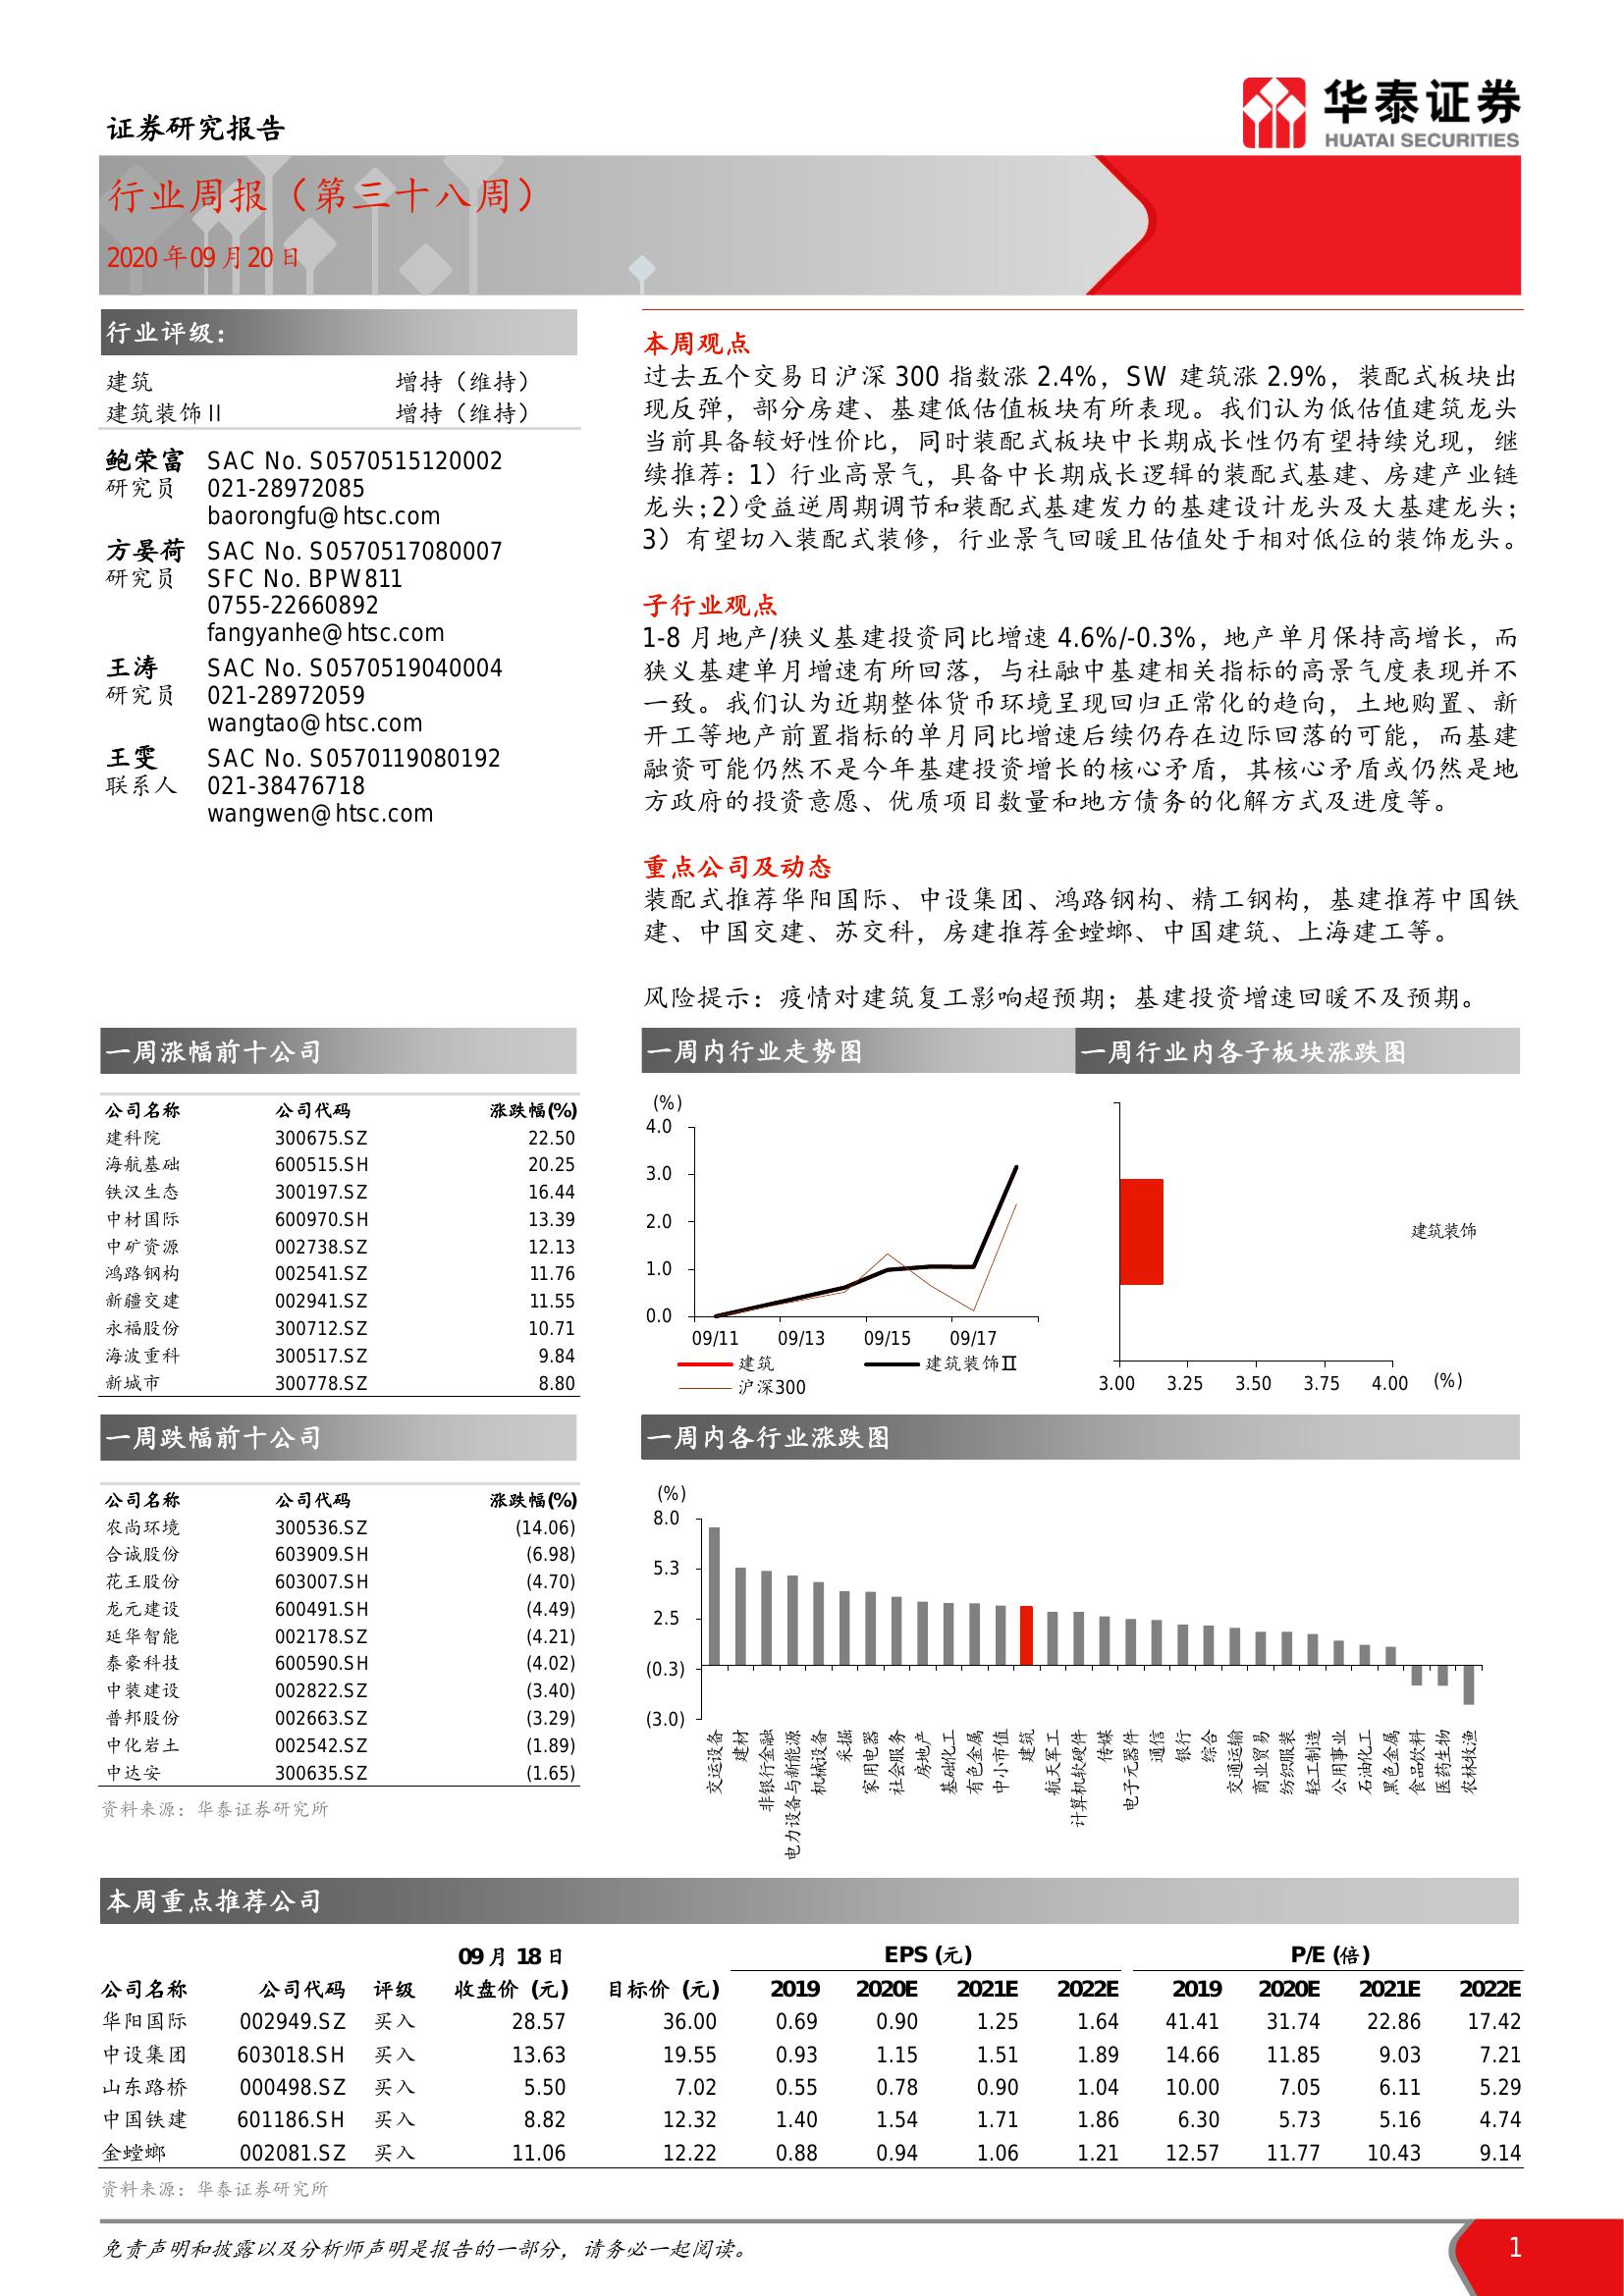 证券研究报告
华泰证券
HUATAI SECURITIES
行业周报（第三十八周）
2020年09月20日
行业评级：
建筑 增持（维持）
建筑装饰II 增持（维持）
鲍荣富 SAC No. S0570515120002
研究员 021-28972085
baorongfu@htsc.com
方晏荷 SAC No. S0570517080007
研究员 SFC No. BPW811
0755-22660892
fangyanhe@htsc.com
王涛 SAC No. S0570519040004
研究员 021-28972059
wangtao@htsc.com
王雯 SAC No. S0570119080192
联系人 021-38476718
wangwen@htsc.com
本周观点
过去五个交易日沪深 300 指数涨 2.4%，SW 建筑涨 2.9%，装配式板块出
现反弹，部分房建、基建低估值板块有所表现。我们认为低估值建筑龙头
当前具备较好性价比，同时装配式板块中长期成长性仍有望持续兑现，继
续推荐：1）行业高景气，具备中长期成长逻辑的装配式基建、房建产业链
龙头；2）受益逆周期调节和装配式基建发力的基建设计龙头及大基建龙头；
3）有望切入装配式装修，行业景气回暖且估值处于相对低位的装饰龙头。
子行业观点
1-8 月地产/狭义基建投资同比增速 4.6%/-0.3%，地产单月保持高增长，而
狭义基建单月增速有所回落，与社融中基建相关指标的高景气度表现并不
一致。我们认为近期整体货币环境呈现回归正常化的趋向，土地购置、新
开工等地产前置指标的单月同比增速后续仍存在边际回落的可能，而基建
融资可能仍然不是今年基建投资增长的核心矛盾，其核心矛盾或仍然是地
方政府的投资意愿、优质项目数量和地方债务的化解方式及进度等。
重点公司及动态
装配式推荐华阳国际、中设集团、鸿路钢构、精工钢构，基建推荐中国铁
建、中国交建、苏交科，房建推荐金螳螂、中国建筑、上海建工等。
风险提示：疫情对建筑复工影响超预期；基建投资增速回暖不及预期。
一周涨幅前十公司
公司名称 公司代码 涨跌幅(%)
建科院 300675.SZ 22.50
海航基础 600515.SH 20.25
铁汉生态 300197.SZ 16.44
中材国际 600970.SH 13.39
中矿资源 002738.SZ 12.13
鸿路钢构 002541.SZ 11.76
新疆交建 002941.SZ 11.55
永福股份 300712.SZ 10.71
海波重科 300517.SZ 9.84
新城市 300778.SZ 8.80
一周内行业走势图
(%)
4.0
3.0
2.0
1.0
0.0
09/11 09/13 09/15 09/17
建筑 建筑装饰Ⅱ
沪深300
一周行业内各子板块涨跌图
建筑装饰
3.00 3.25 3.50 3.75 4.00 (%)
一周跌幅前十公司
公司名称 公司代码 涨跌幅(%)
农尚环境 300536.SZ (14.06)
合诚股份 603909.SH (6.98)
花王股份 603007.SH (4.70)
龙元建设 600491.SH (4.49)
延华智能 002178.SZ (4.21)
泰豪科技 600590.SH (4.02)
中装建设 002822.SZ (3.40)
普邦股份 002663.SZ (3.29)
中化岩土 002542.SZ (1.89)
中达安 300635.SZ (1.65)
资料来源：华泰证券研究所
一周内各行业涨跌图
(%)
8.0
5.3
2.5
(0.3)
(3.0)
交运设备
建材
非银行金融
电力设备与新能源
机械设备
采掘
家用电器
社会服务
房地产
基础化工
有色金属
中小市值
建筑
航天军工
计算机软硬件
传媒
电子元器件
通信
银行
综合
交通运输
商业贸易
纺织服装
轻工制造
公用事业
石油化工
黑色金属
食品饮料
医药生物
农林牧渔
本周重点推荐公司
09月18日 EPS (元) P/E (倍)
公司名称 公司代码 评级 收盘价 (元) 目标价 (元) 2019 2020E 2021E 2022E 2019 2020E 2021E 2022E
华阳国际 002949.SZ 买入 28.57 36.00 0.69 0.90 1.25 1.64 41.41 31.74 22.86 17.42
中设集团 603018.SH 买入 13.63 19.55 0.93 1.15 1.51 1.89 14.66 11.85 9.03 7.21
山东路桥 000498.SZ 买入 5.50 7.02 0.55 0.78 0.90 1.04 10.00 7.05 6.11 5.29
中国铁建 601186.SH 买入 8.82 12.32 1.40 1.54 1.71 1.86 6.30 5.73 5.16 4.74
金螳螂 002081.SZ 买入 11.06 12.22 0.88 0.94 1.06 1.21 12.57 11.77 10.43 9.14
资料来源：华泰证券研究所
免责声明和披露以及分析师声明是报告的一部分，请务必一起阅读。 1